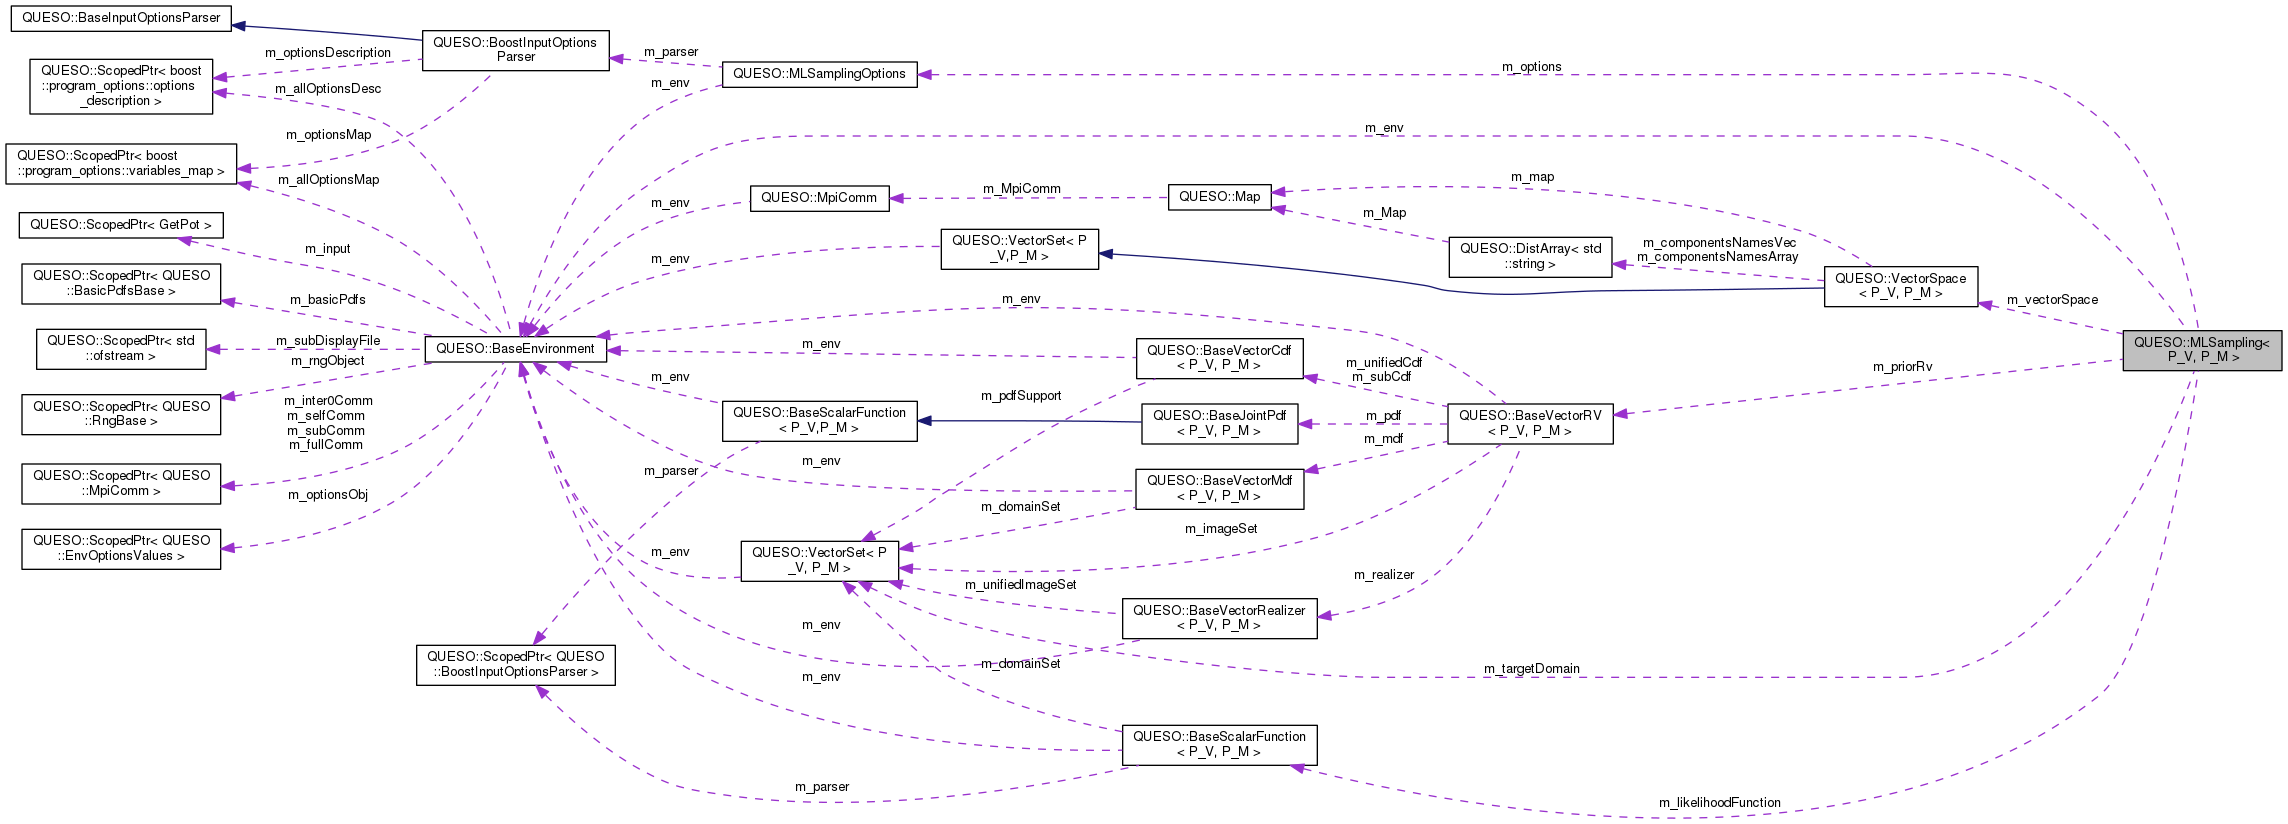 QUESO::BaseInputOptionsParser
QUESO::ScopedPtr< boost
::program_options::options
_description >
QUESO::ScopedPtr< boost
::program_options::variables_map >
QUESO::ScopedPtr< GetPot >
QUESO::ScopedPtr< QUESO
::BasicPdfsBase >
QUESO::ScopedPtr< std
::ofstream >
QUESO::ScopedPtr< QUESO
::RngBase >
QUESO::ScopedPtr< QUESO
::MpiComm >
QUESO::ScopedPtr< QUESO
::EnvOptionsValues >
m_optionsDescription
m_allOptionsDesc
m_optionsMap
m_allOptionsMap
m_input
m_basicPdfs
m_subDisplayFile
m_rngObject
m_inter0Comm
m_selfComm
m_subComm
m_fullComm
m_optionsObj
QUESO::BoostInputOptions
Parser
QUESO::BaseEnvironment
QUESO::ScopedPtr< QUESO
::BoostInputOptionsParser >
m_parser
m_env
m_env
m_env
m_env
m_parser
m_env
QUESO::MLSamplingOptions
QUESO::MpiComm
QUESO::BaseScalarFunction
< P_V,P_M >
QUESO::VectorSet< P
_V, P_M >
m_env
m_env
m_env
m_env
m_parser
QUESO::VectorSet< P
_V,P_M >
m_MpiComm
m_env
m_pdfSupport
m_domainSet
m_unifiedImageSet
m_domainSet
QUESO::Map
QUESO::BaseVectorCdf
< P_V, P_M >
QUESO::BaseJointPdf
< P_V, P_M >
QUESO::BaseVectorMdf
< P_V, P_M >
QUESO::BaseVectorRealizer
< P_V, P_M >
QUESO::BaseScalarFunction
< P_V, P_M >
m_env
m_Map
m_unifiedCdf
m_subCdf
m_pdf
m_mdf
m_imageSet
m_realizer
m_options
m_map
QUESO::DistArray< std
::string >
QUESO::BaseVectorRV
< P_V, P_M >
m_targetDomain
m_componentsNamesVec
m_componentsNamesArray
m_likelihoodFunction
QUESO::VectorSpace
< P_V, P_M >
m_priorRv
m_vectorSpace
QUESO::MLSampling<
P_V, P_M >